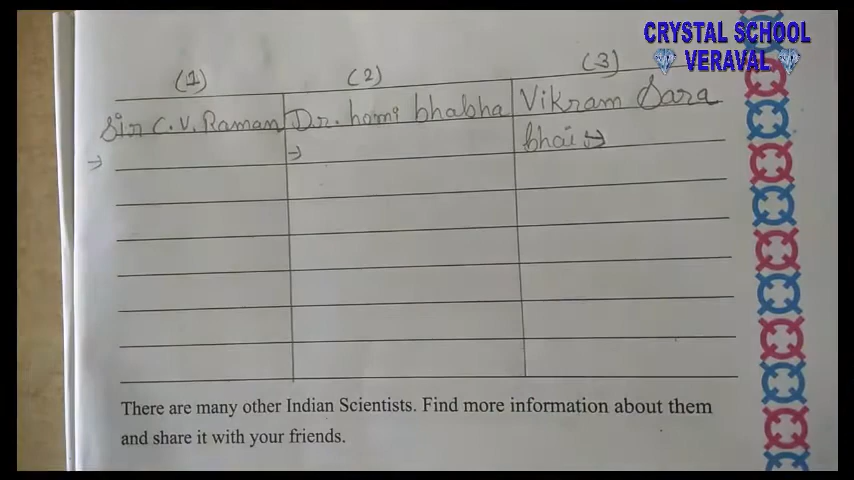 CRYSTAL SCHOOL
VERAVAL
(1) (2) (3)
Sir C.V. Raman Dr. homi bhabha Vikram Sara
→ → bhai →
There are many other Indian Scientists. Find more information about them
and share it with your friends.